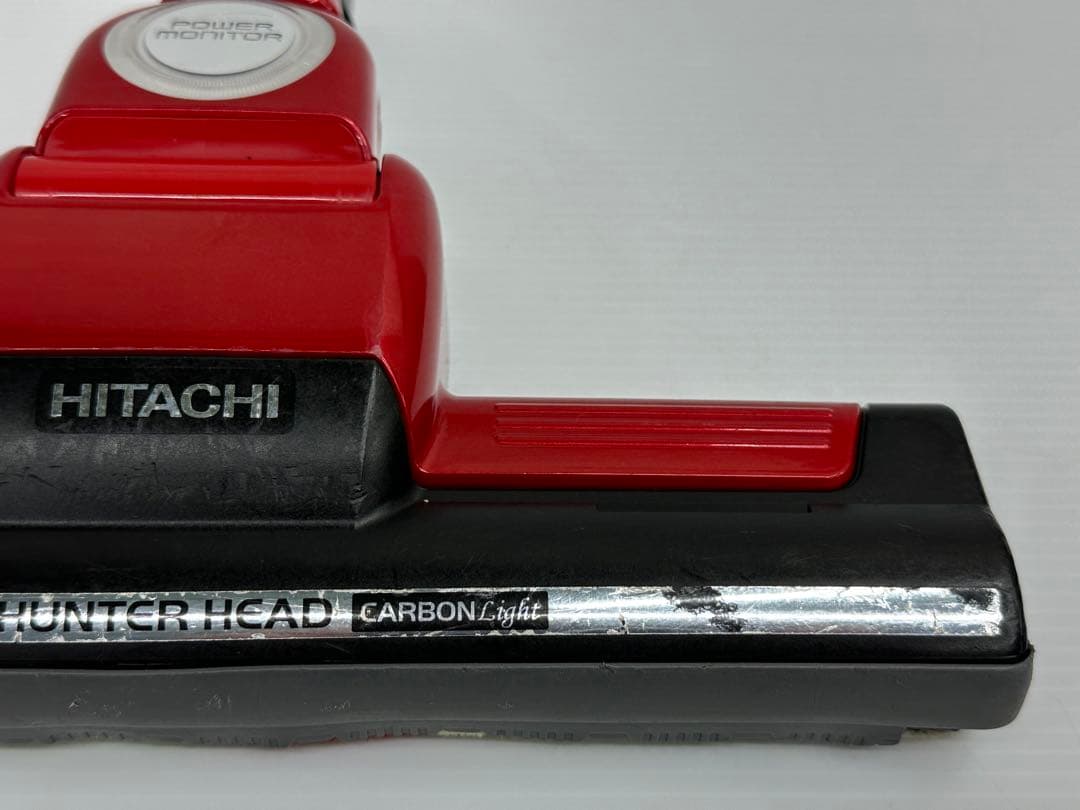 POWER
MONITOR
HITACHI
HUNTER HEAD CARBON Light